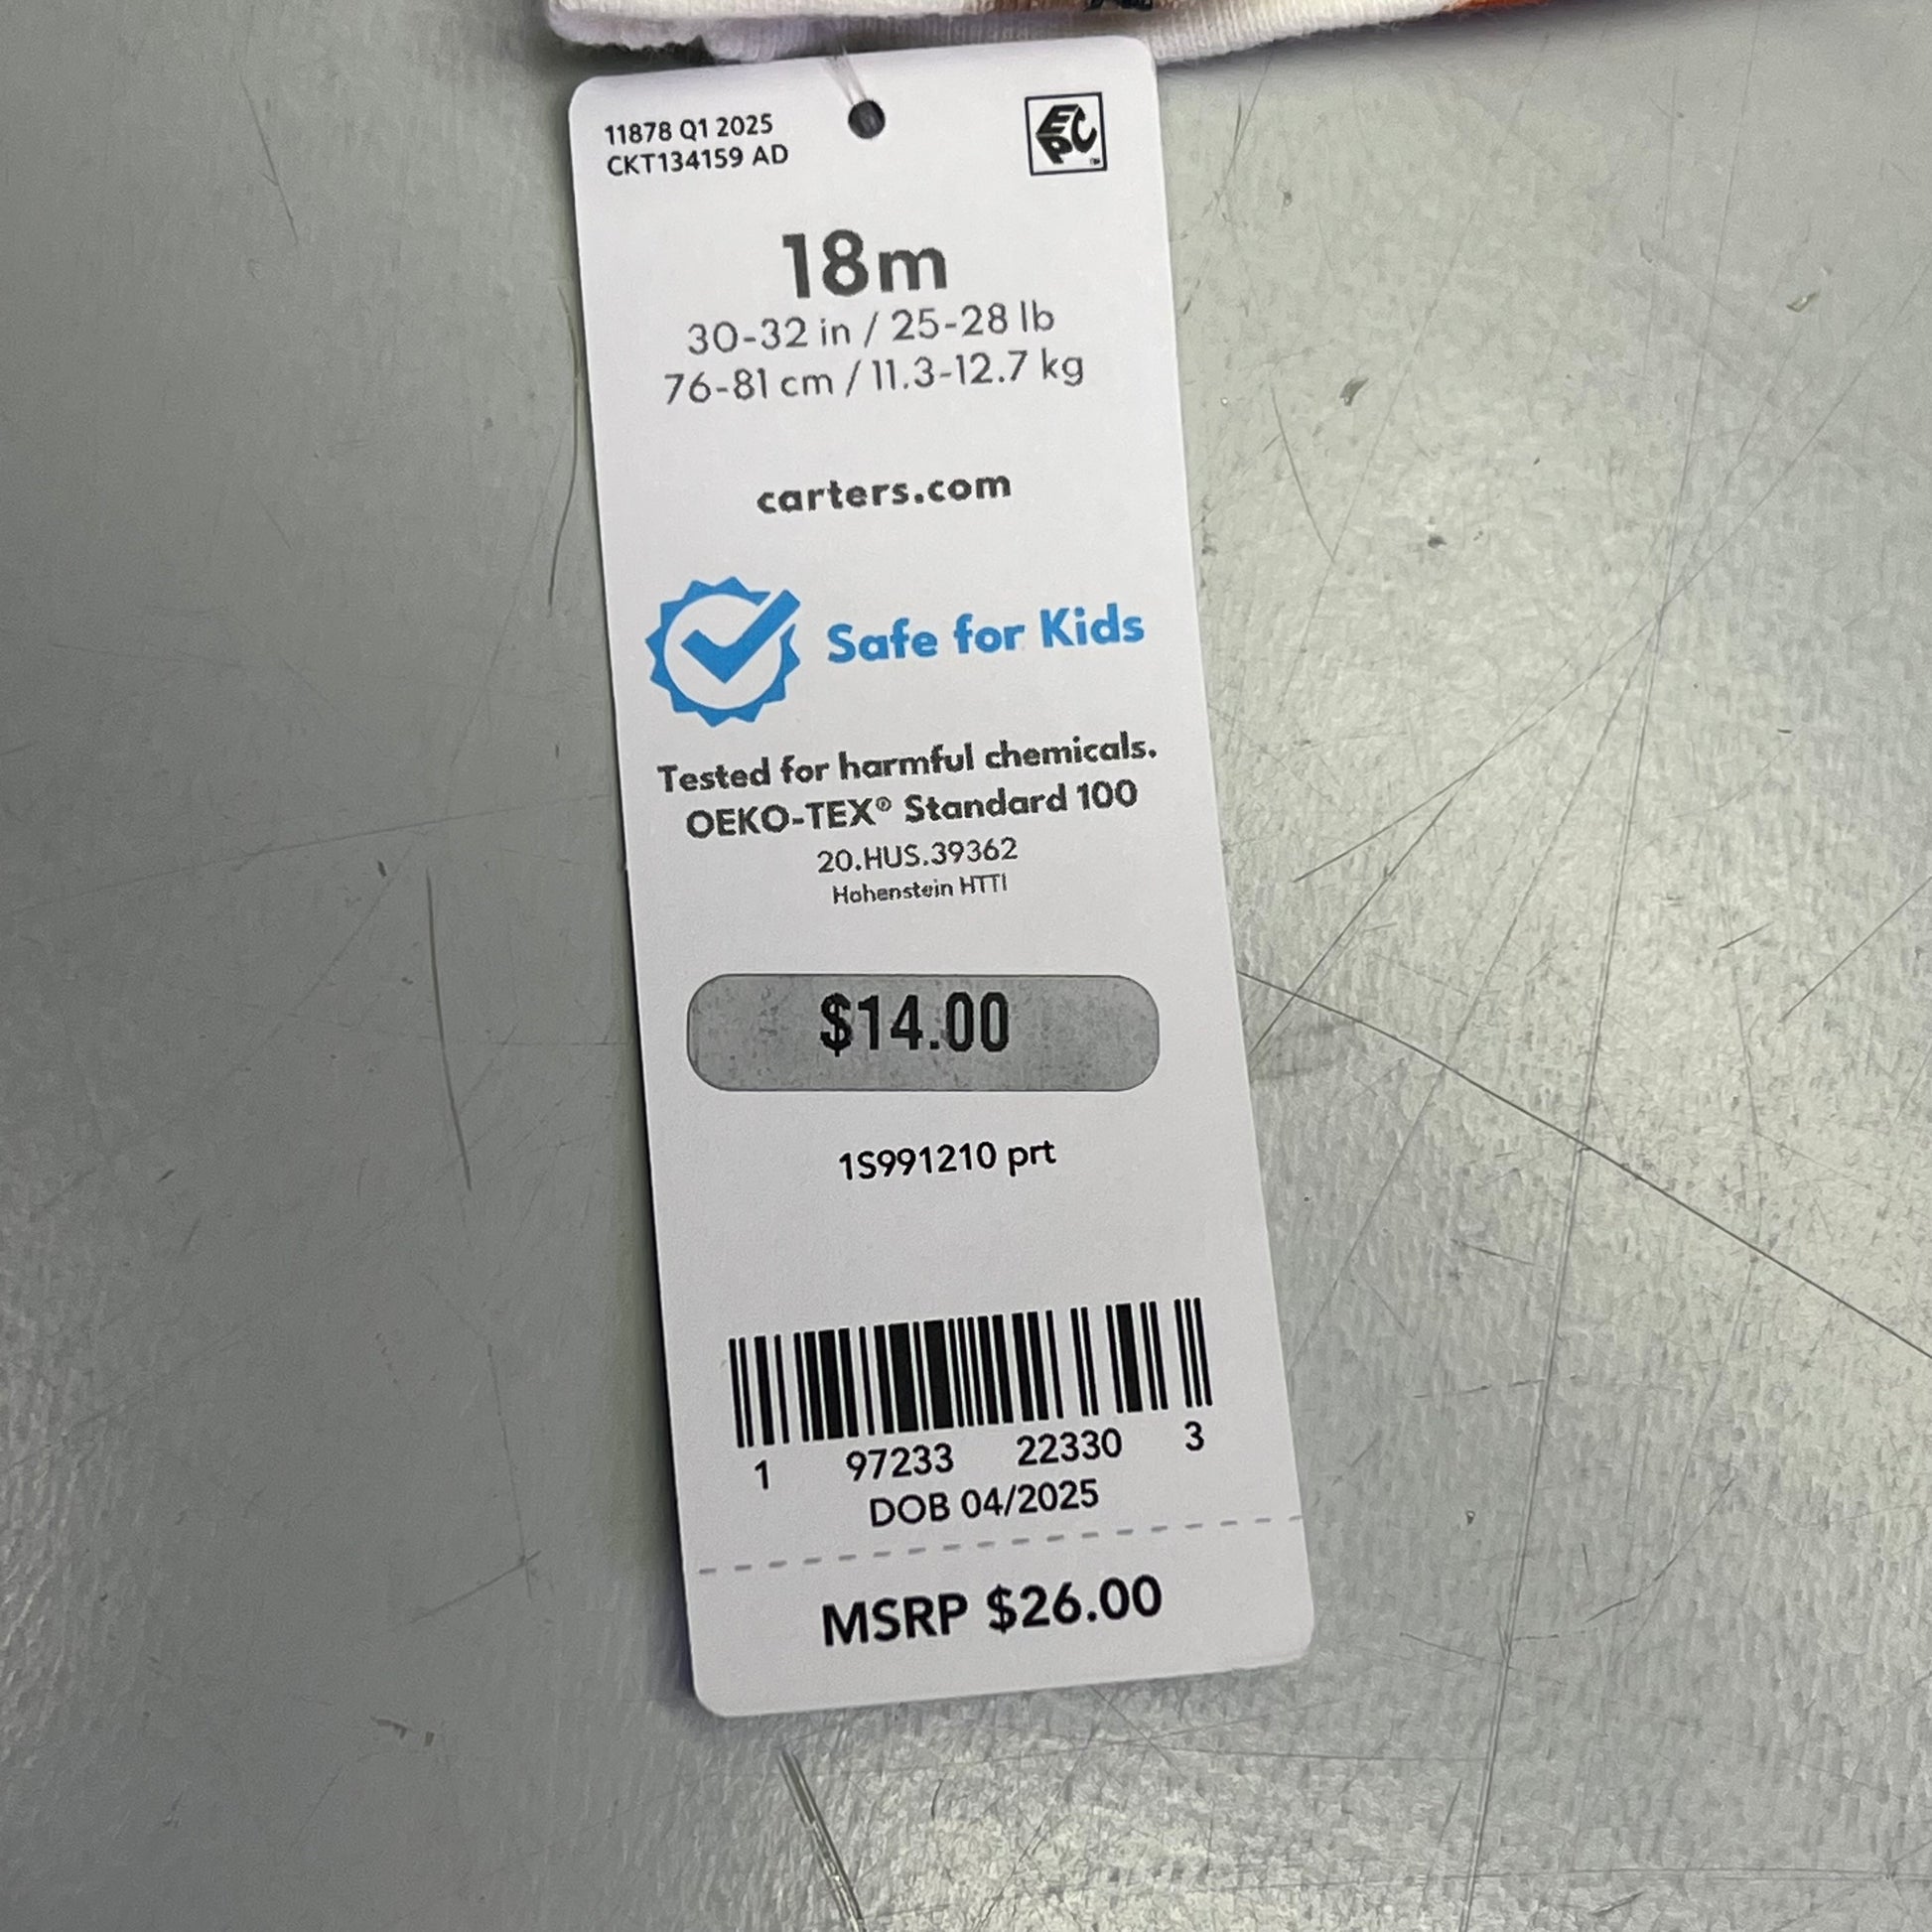 11878 Q1 2025
CKT134159 AD
EPC™
18m
30-32 in / 25-28 lb
76-81 cm / 11.3-12.7 kg
carters.com
Safe for Kids
Tested for harmful chemicals.
OEKO-TEX® Standard 100
20.HUS.39362
Hohenstein HTTI
$14.00
1S991210 prt
1 97233 22330 3
DOB 04/2025
MSRP $26.00